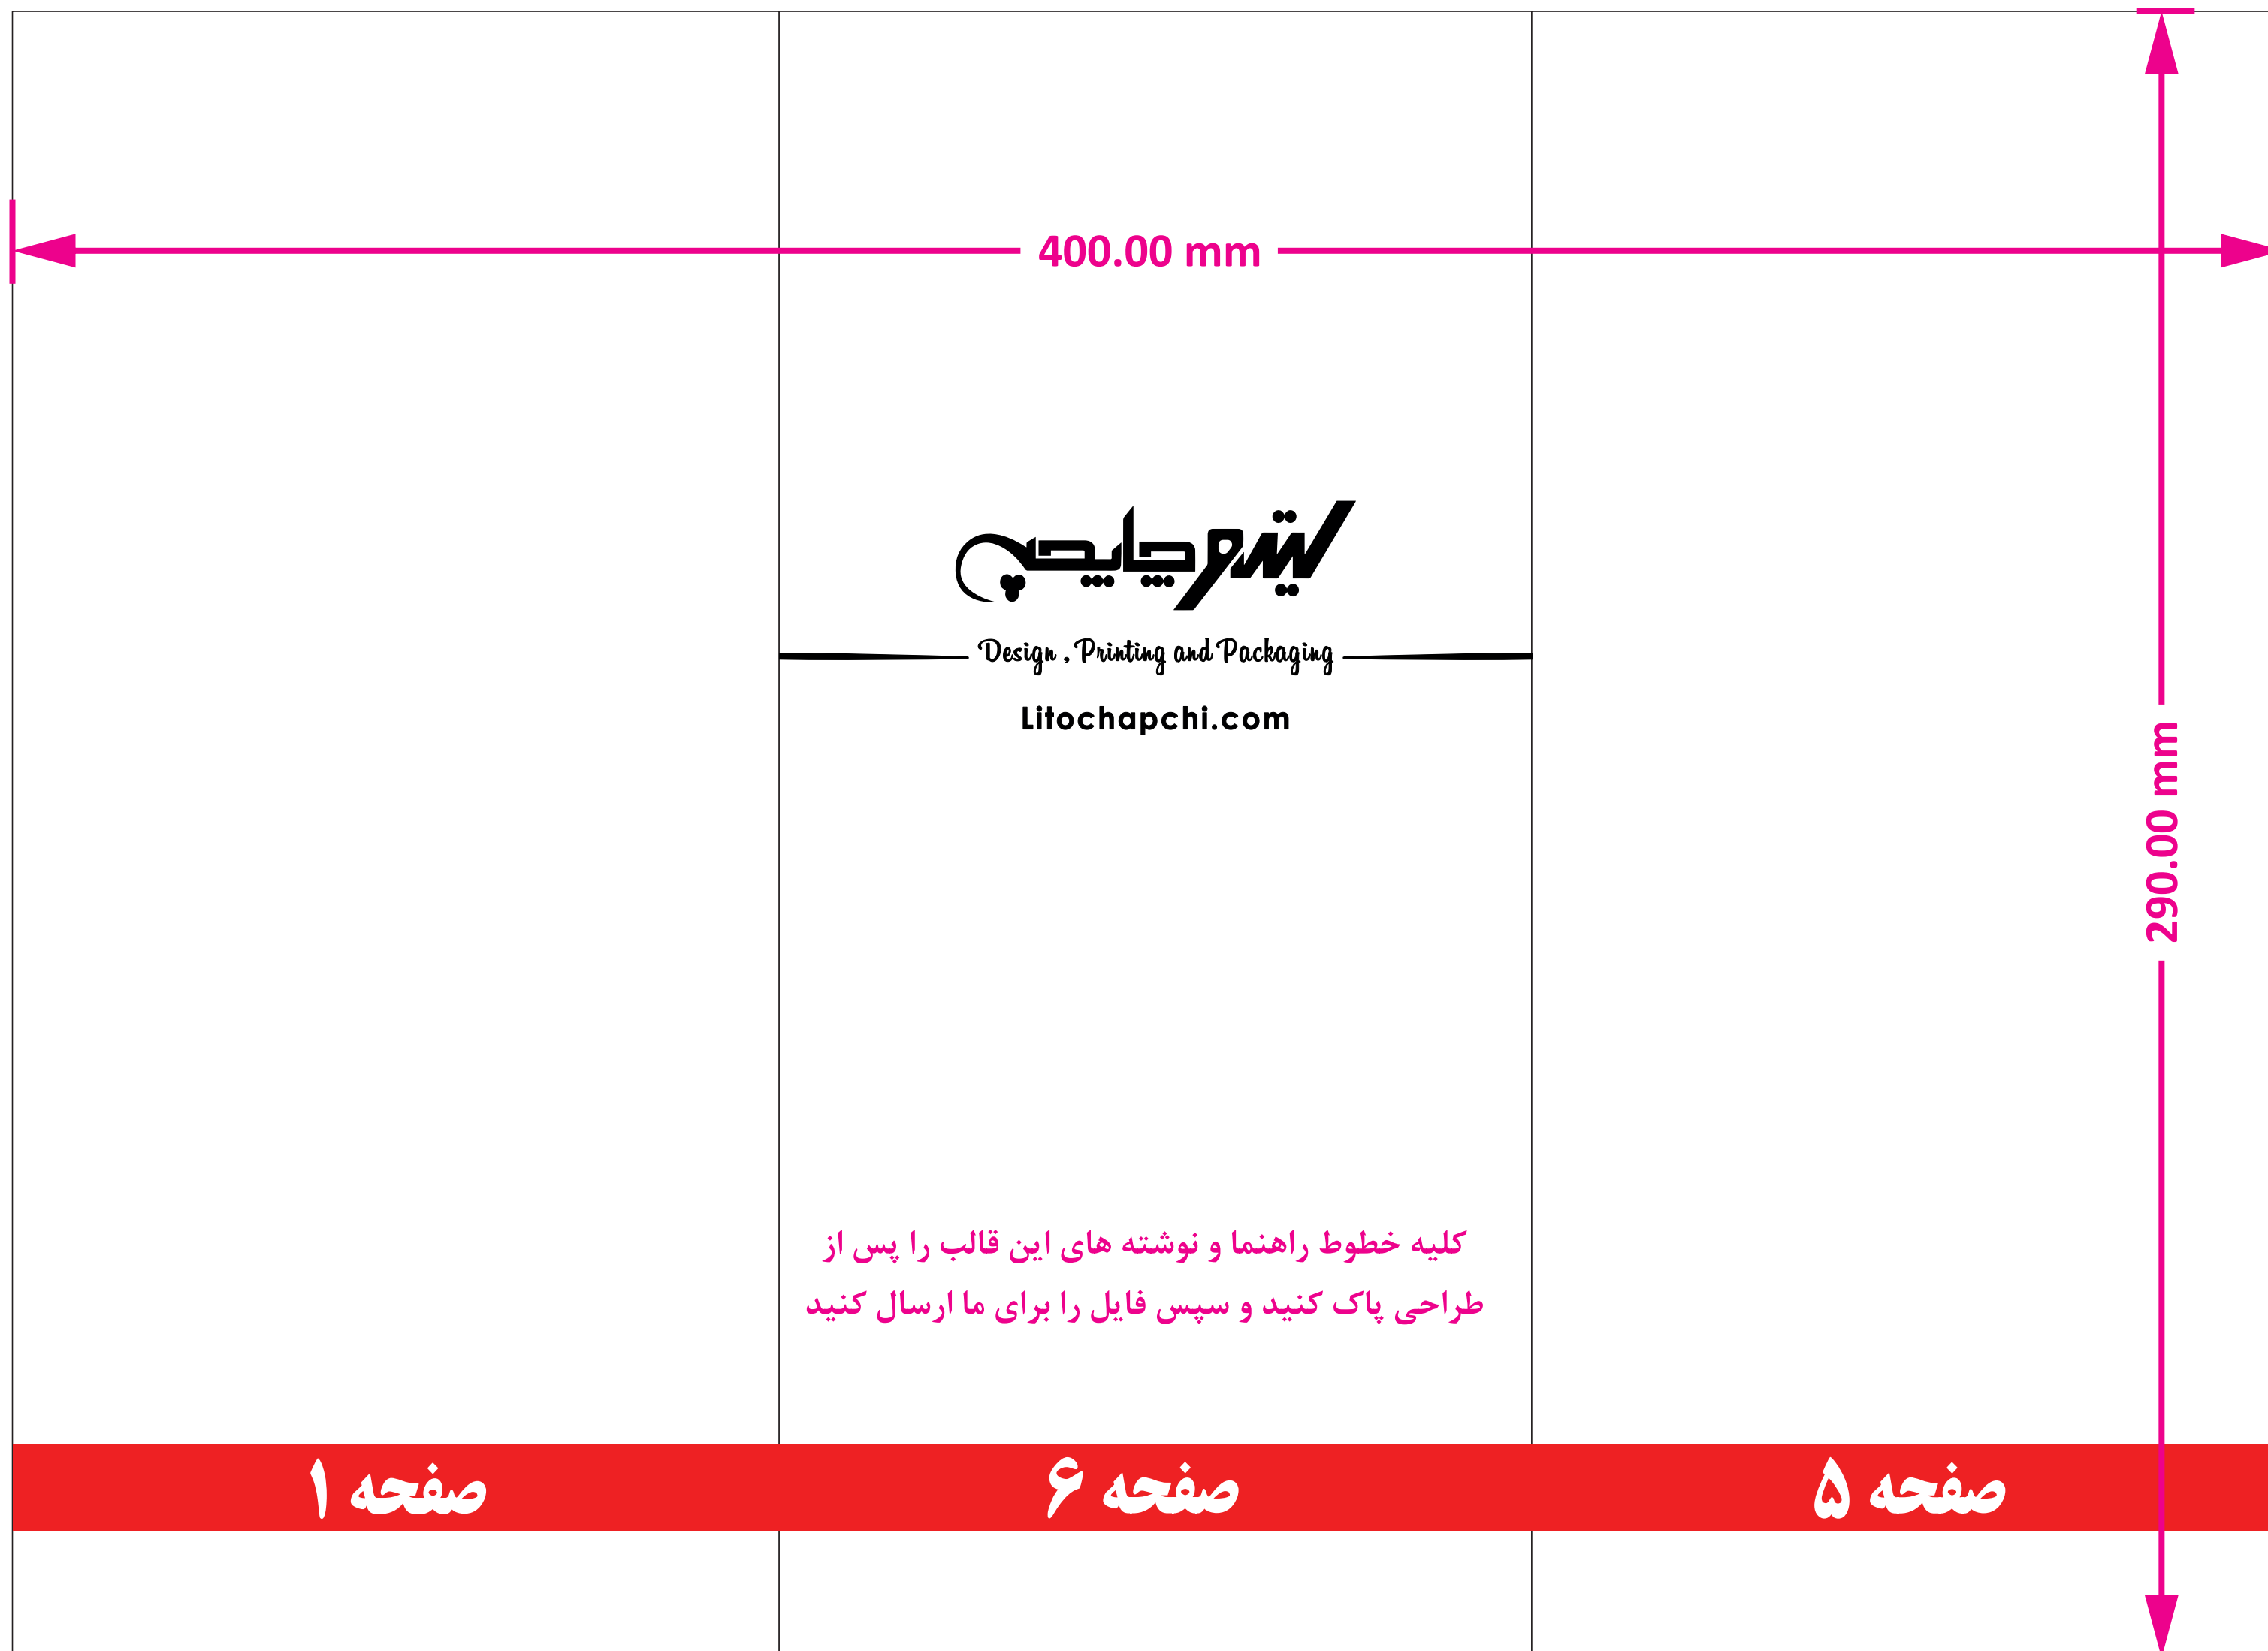 400.00 mm
لیتوچاپچی
Design , Printing and Packaging
Litochapchi.com
290.00 mm
کلیه خطوط راهنما و نوشته های این قالب را پس از
طراحی پاک کنید و سپس فایل را برای ما ارسال کنید
صفحه ۵
صفحه ۶
صفحه ۱